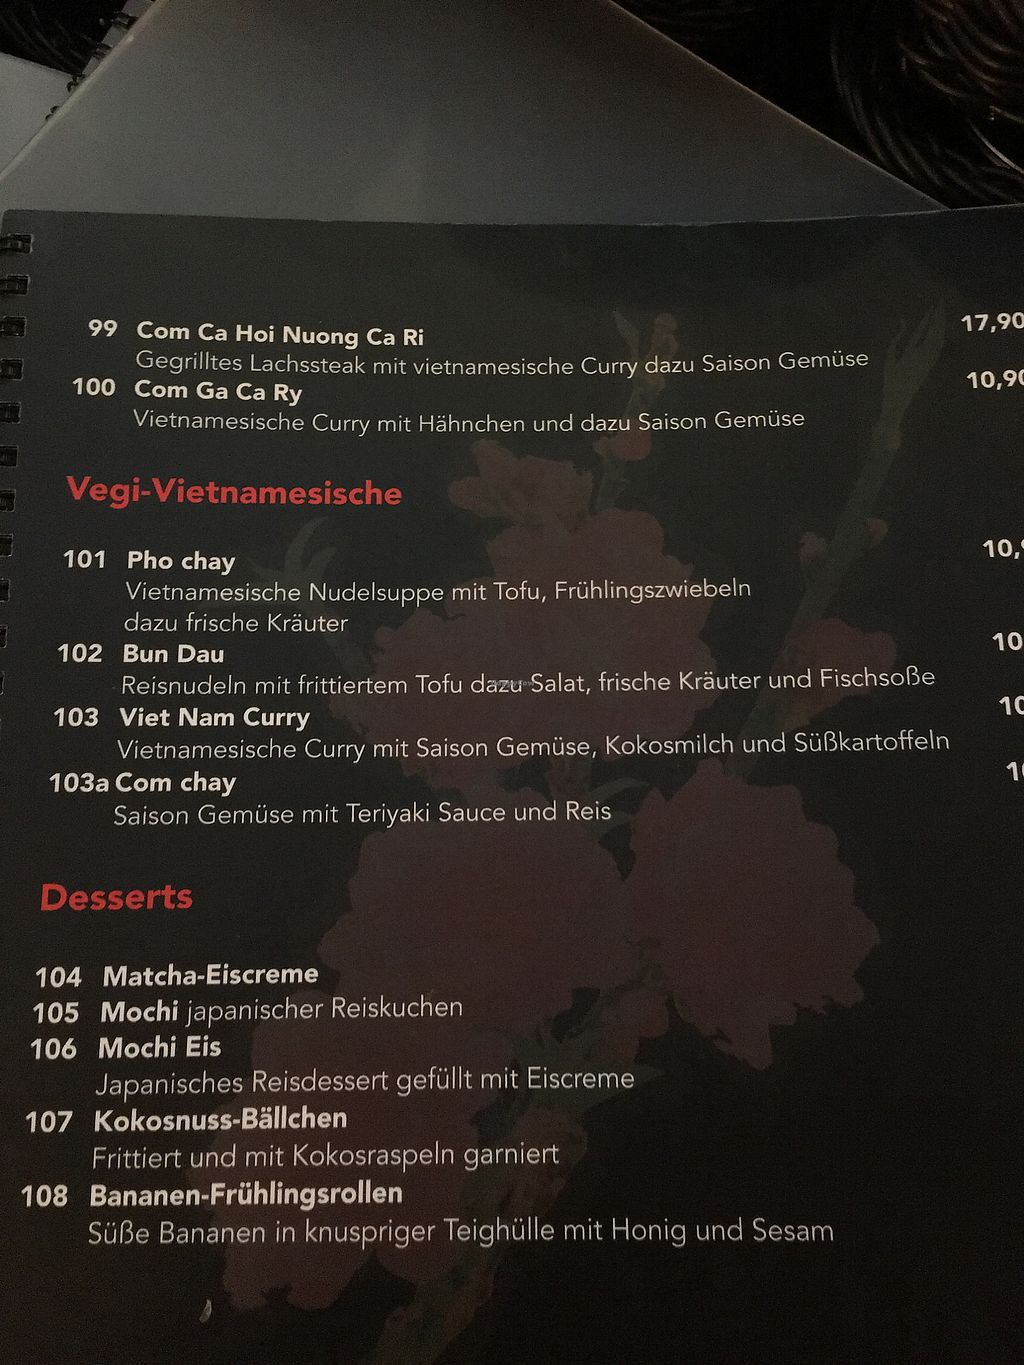 99 Com Ca Hoi Nuong Ca Ri 17,90
Gegrilltes Lachssteak mit vietnamesische Curry dazu Saison Gemüse
100 Com Ga Ca Ry 10,90
Vietnamesische Curry mit Hähnchen und dazu Saison Gemüse
Vegi-Vietnamesische
101 Pho chay 10,9
Vietnamesische Nudelsuppe mit Tofu, Frühlingszwiebeln
dazu frische Kräuter
102 Bun Dau 10
Reisnudeln mit frittiertem Tofu dazu Salat, frische Kräuter und Fischsoße
103 Viet Nam Curry 10
Vietnamesische Curry mit Saison Gemüse, Kokosmilch und Süßkartoffeln
103a Com chay 10
Saison Gemüse mit Teriyaki Sauce und Reis
Desserts
104 Matcha-Eiscreme
105 Mochi japanischer Reiskuchen
106 Mochi Eis
Japanisches Reisdessert gefüllt mit Eiscreme
107 Kokosnuss-Bällchen
Frittiert und mit Kokosraspeln garniert
108 Bananen-Frühlingsrollen
Süße Bananen in knuspriger Teighülle mit Honig und Sesam